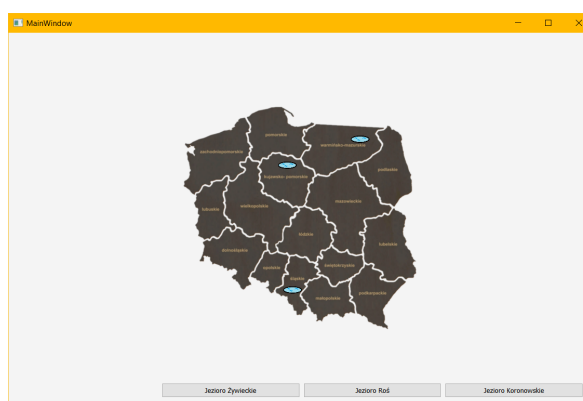 MainWindow
pomorskie
warmińsko-mazurskie
zachodniopomorskie
podlaskie
kujawsko- pomorskie
mazowieckie
wielkopolskie
lubuskie
łódzkie
lubelskie
dolnośląskie
opolskie
śląskie
świętokrzyskie
małopolskie
podkarpackie
Jezioro Żywieckie
Jezioro Roś
Jezioro Koronowskie